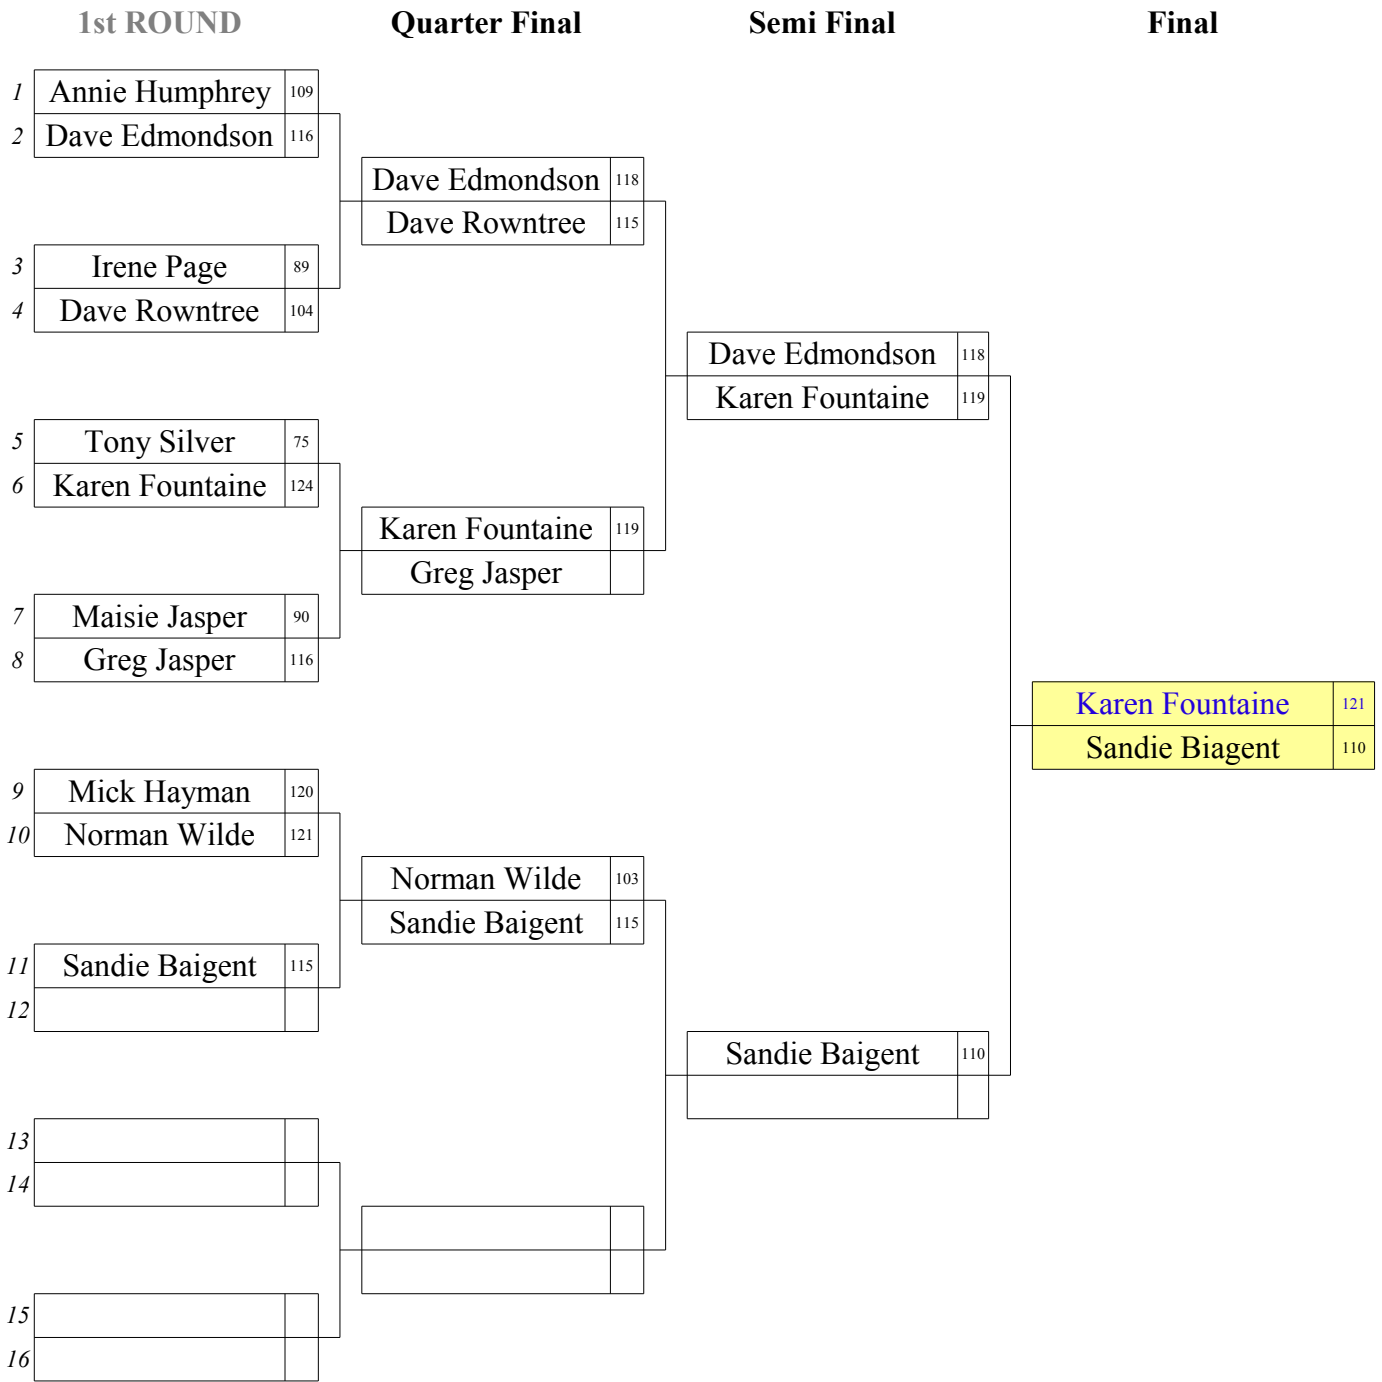 1st ROUND Quarter Final Semi Final Final
1 Annie Humphrey 109
2 Dave Edmondson 116
Dave Edmondson 118
Dave Rowntree 115
3 Irene Page 89
4 Dave Rowntree 104
Dave Edmondson 118
Karen Fountaine 119
5 Tony Silver 75
6 Karen Fountaine 124
Karen Fountaine 119
Greg Jasper
7 Maisie Jasper 90
8 Greg Jasper 116
Karen Fountaine 121
Sandie Biagent 110
9 Mick Hayman 120
10 Norman Wilde 121
Norman Wilde 103
Sandie Baigent 115
11 Sandie Baigent 115
12
Sandie Baigent 110
13
14
15
16